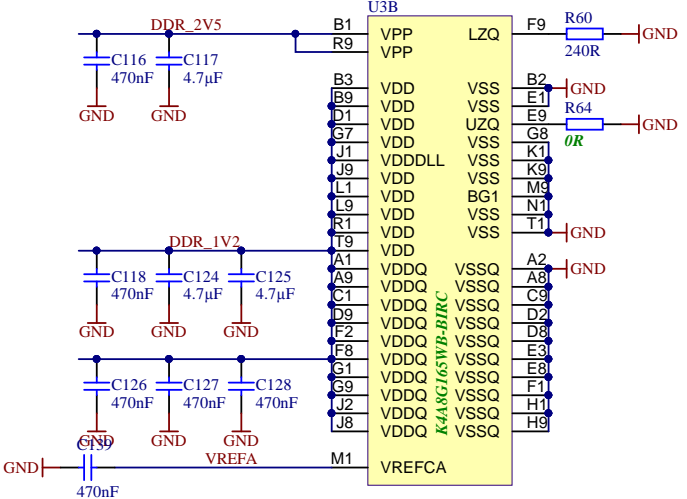 U3B
DDR_2V5
B1 VPP LZQ F9 R60 GND
R9 VPP 240R
C116 C117
470nF 4.7µF
GND GND
B3 VDD VSS B2 GND
B9 VDD VSS E1 R64
D1 VDD UZQ E9 GND
G7 VDD VSS G8 0R
J1 VDDDLL VSS K1
J9 VDD VSS K9
L1 VDD BG1 M9
L9 VDD VSS N1
R1 VDD VSS T1 GND
DDR_1V2 T9 VDD
A1 VDDQ VSSQ A2 GND
C118 C124 C125 A9 VDDQ VSSQ A8
470nF 4.7µF 4.7µF C1 VDDQ VSSQ C9
GND GND GND D9 VDDQ VSSQ D2
F2 VDDQ VSSQ D8
F8 VDDQ VSSQ E3
C126 C127 C128 G1 VDDQ VSSQ E8
470nF 470nF 470nF G9 VDDQ VSSQ F1
J2 VDDQ VSSQ H1
GND GND GND J8 VDDQ VSSQ H9
K4A8G165WB-BIRC
C139
GND VREFA M1 VREFCA
470nF